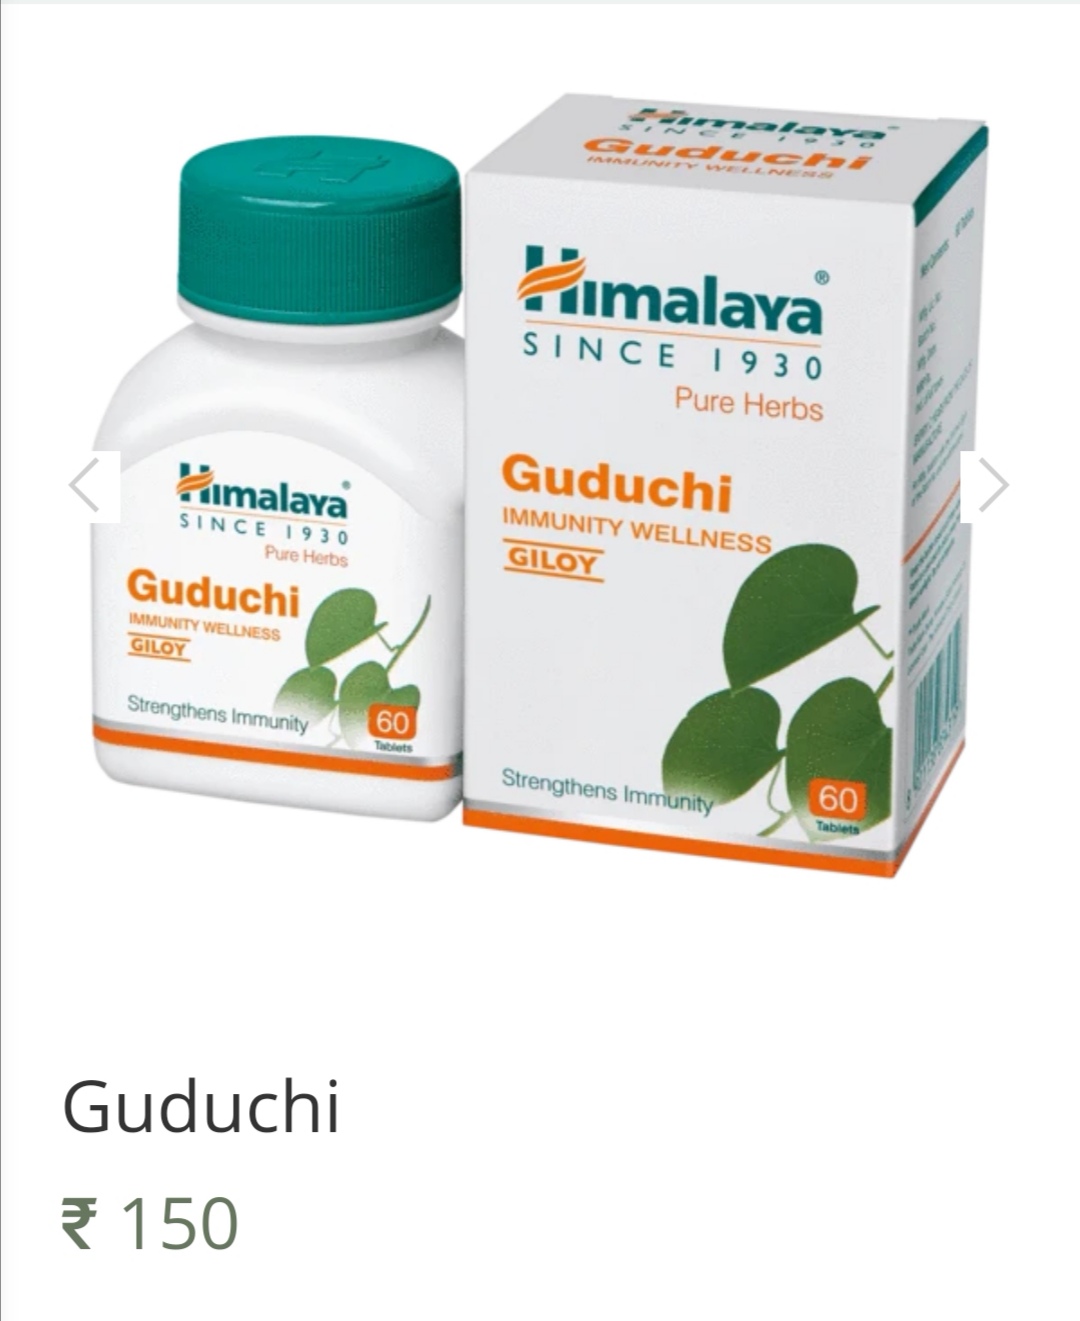 Himalaya®
SINCE 1930
Guduchi
IMMUNITY WELLNESS
Himalaya®
SINCE 1930
Pure Herbs
Guduchi
IMMUNITY WELLNESS
GILOY
Strengthens Immunity
60
Tablets
Himalaya®
SINCE 1930
Pure Herbs
Guduchi
IMMUNITY WELLNESS
GILOY
Strengthens Immunity
60
Tablets
Guduchi
₹ 150